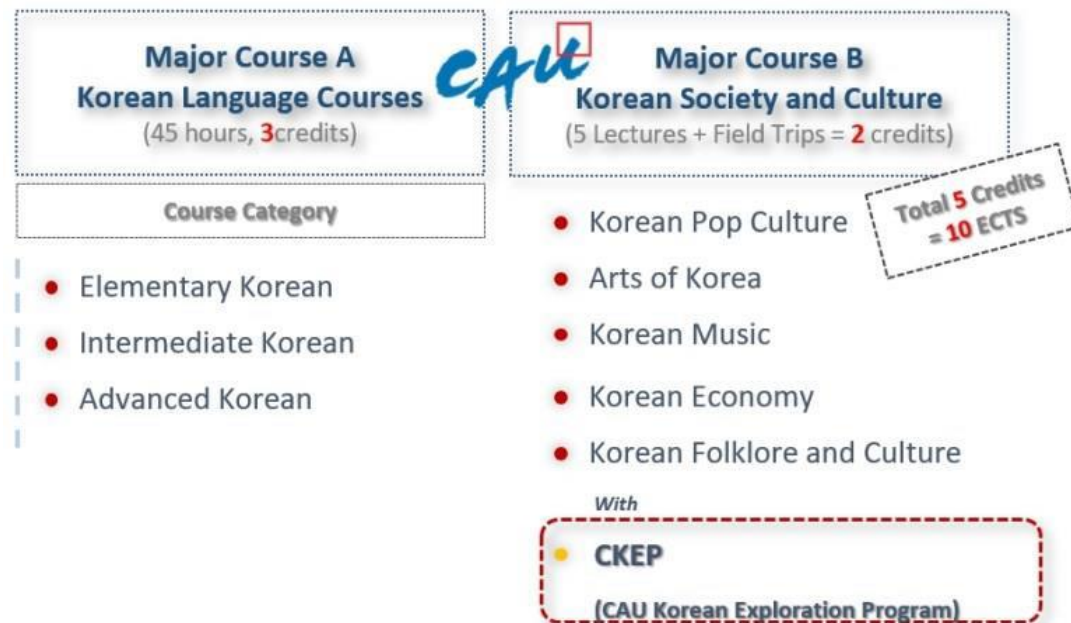 Major Course A
Korean Language Courses
(45 hours, 3credits)
Course Category
Elementary Korean
Intermediate Korean
Advanced Korean
CAU
Major Course B
Korean Society and Culture
(5 Lectures + Field Trips = 2 credits)
Total 5 Credits
= 10 ECTS
Korean Pop Culture
Arts of Korea
Korean Music
Korean Economy
Korean Folklore and Culture
With
CKEP
(CAU Korean Exploration Program)